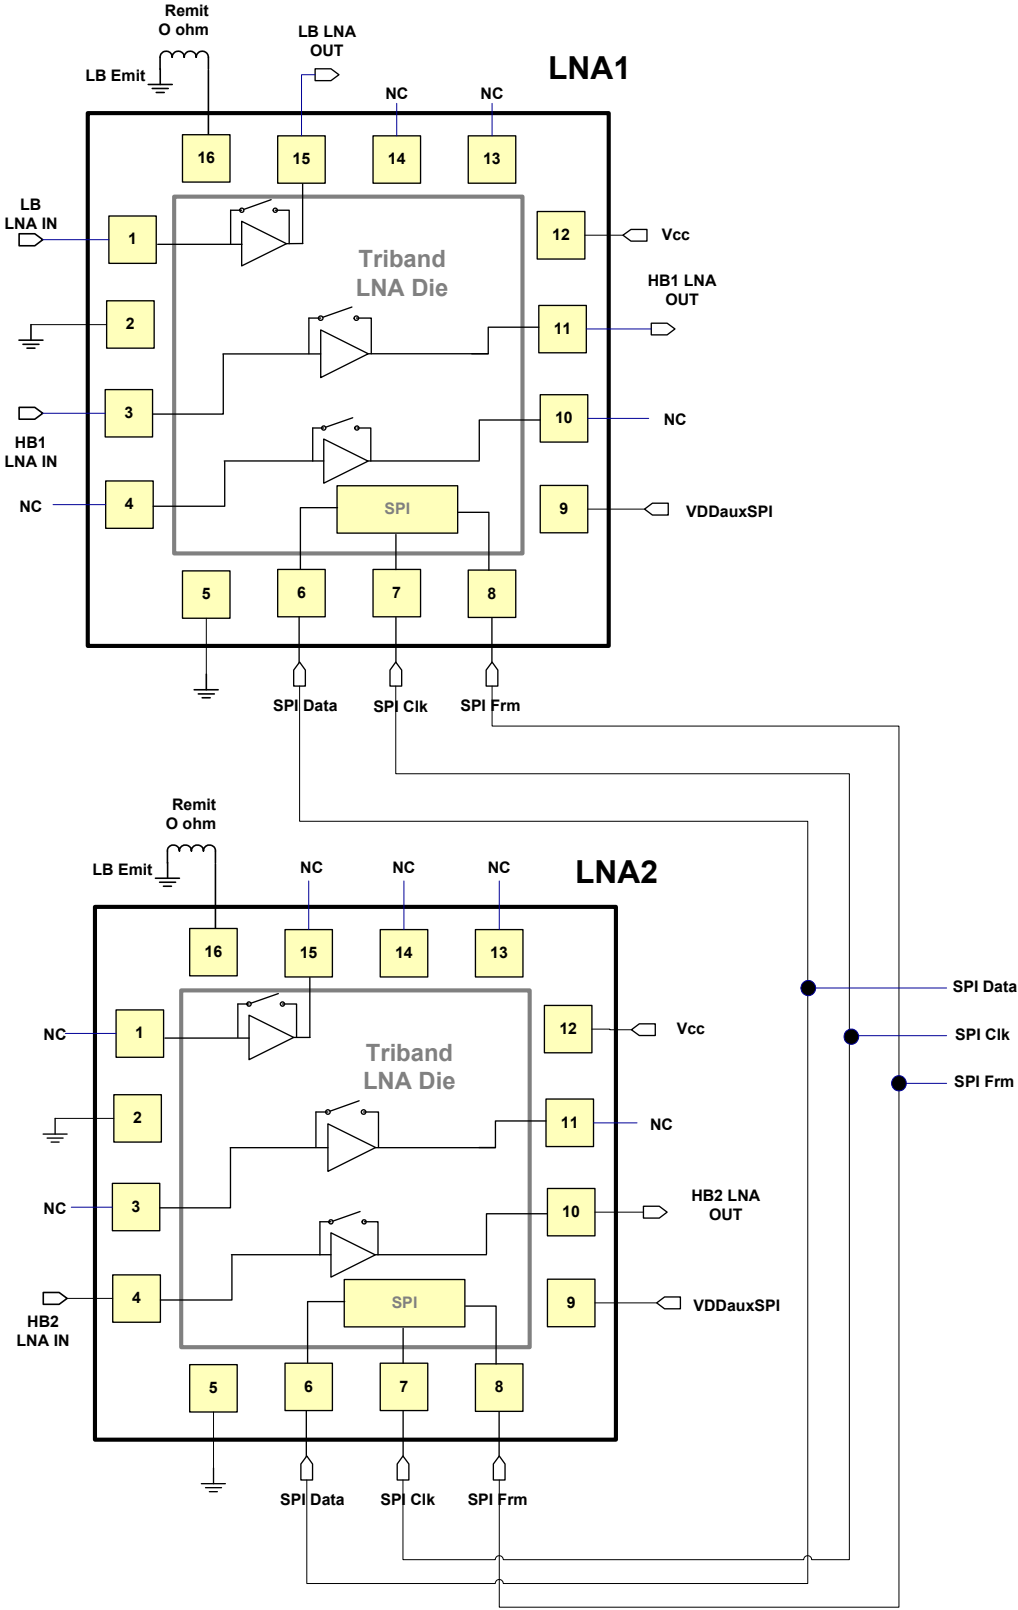 Remit
O ohm
LB LNA
OUT
LNA1
LB Emit
NC
NC
16
15
14
13
LB
LNA IN
1
12
Vcc
Triband
LNA Die
HB1 LNA
OUT
2
11
3
10
NC
HB1
LNA IN
NC
4
SPI
9
VDDauxSPI
5
6
7
8
SPI Data
SPI Clk
SPI Frm
Remit
O ohm
LB Emit
NC
NC
NC
LNA2
16
15
14
13
SPI Data
NC
1
12
Vcc
SPI Clk
Triband
LNA Die
SPI Frm
2
11
NC
NC
3
10
HB2 LNA
OUT
4
HB2
LNA IN
SPI
9
VDDauxSPI
5
6
7
8
SPI Data
SPI Clk
SPI Frm